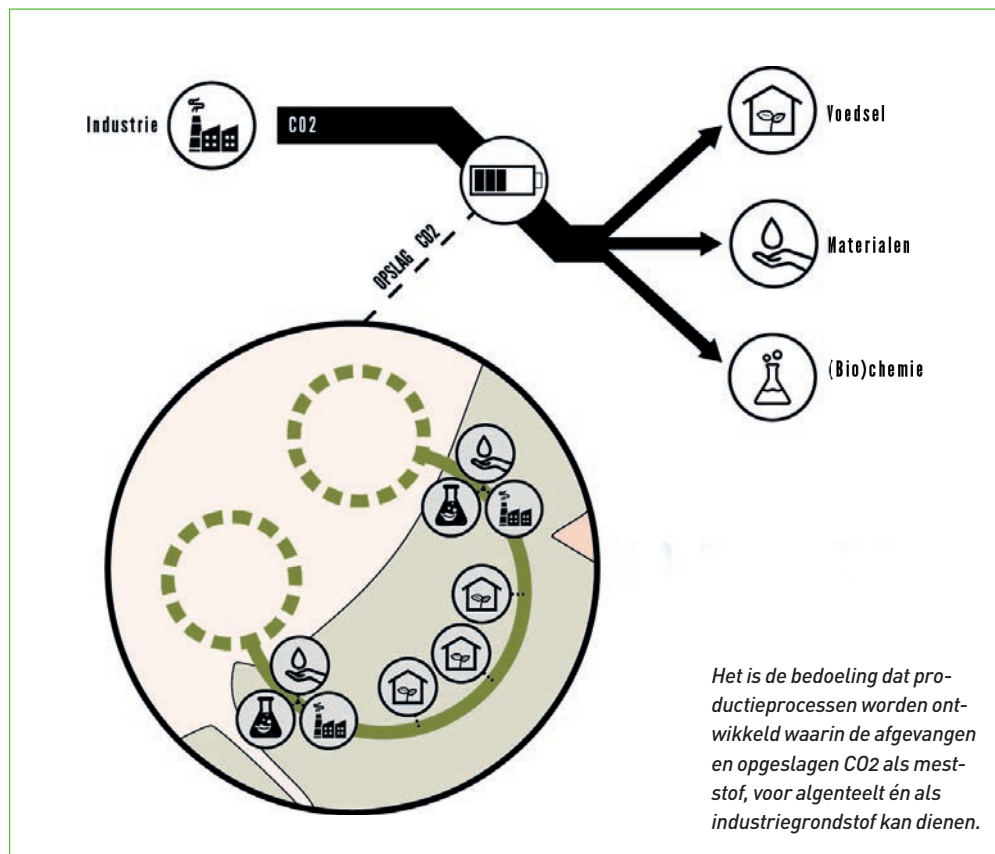 Industrie
CO2
Voedsel
Materialen
(Bio)chemie
OPSLAG CO2
Het is de bedoeling dat pro-
ductieprocessen worden ont-
wikkeld waarin de afgevangen
en opgeslagen CO2 als mest-
stof, voor algenteelt én als
industriegrondstof kan dienen.